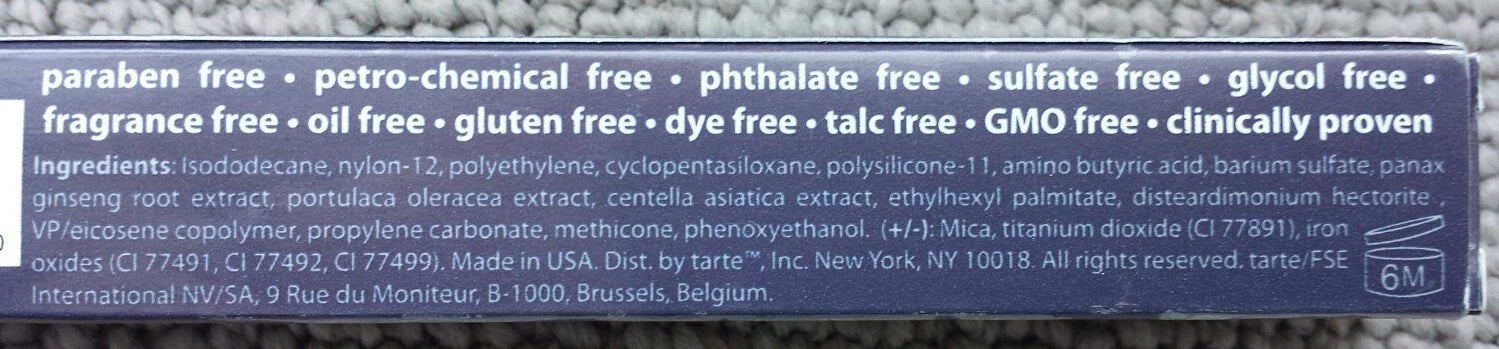 paraben free • petro-chemical free • phthalate free • sulfate free • glycol free •
fragrance free • oil free • gluten free • dye free • talc free • GMO free • clinically proven
Ingredients: Isododecane, nylon-12, polyethylene, cyclopentasiloxane, polysilicone-11, amino butyric acid, barium sulfate, panax
ginseng root extract, portulaca oleracea extract, centella asiatica extract, ethylhexyl palmitate, disteardimonium hectorite ,
VP/eicosene copolymer, propylene carbonate, methicone, phenoxyethanol. (+/-): Mica, titanium dioxide (CI 77891), iron
oxides (CI 77491, CI 77492, CI 77499). Made in USA. Dist. by tarte™, Inc. New York, NY 10018. All rights reserved. tarte/FSE
International NV/SA, 9 Rue du Moniteur, B-1000, Brussels, Belgium.
6M